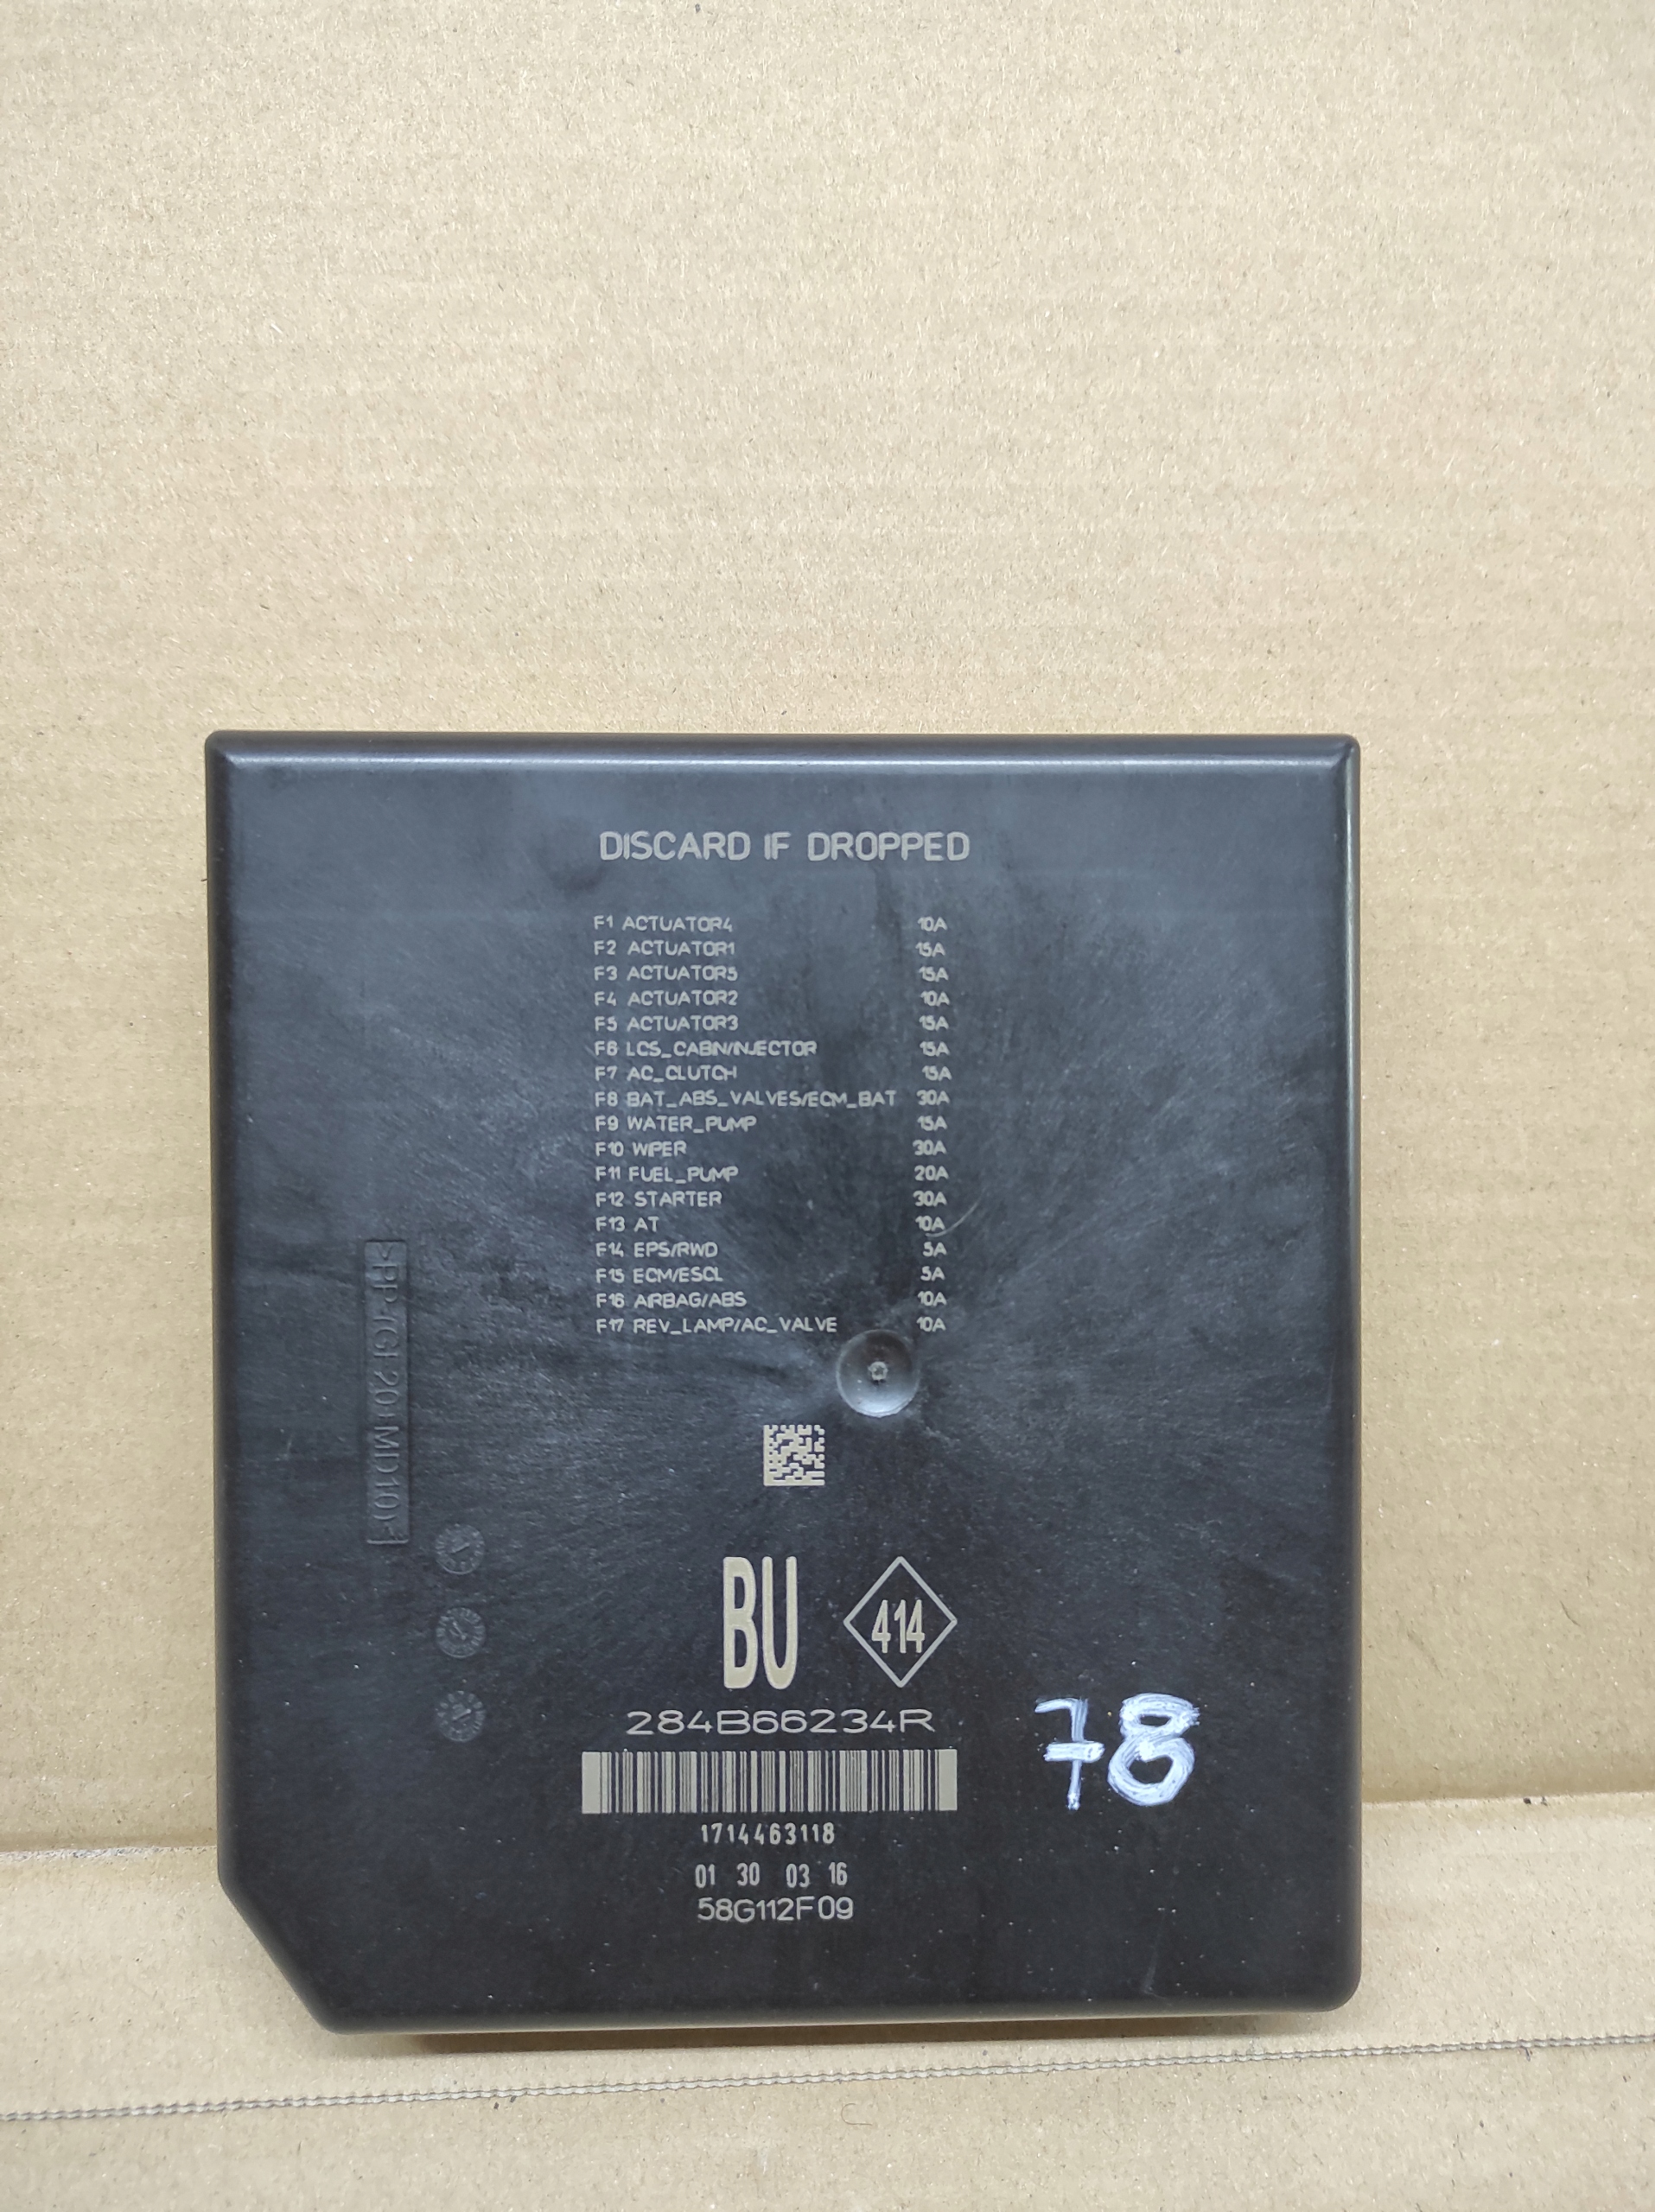 DISCARD IF DROPPED
F1 ACTUATOR4 10A
F2 ACTUATOR1 15A
F3 ACTUATOR5 15A
F4 ACTUATOR2 10A
F5 ACTUATOR3 15A
F6 LCS_CABIN/INJECTOR 15A
F7 AC_CLUTCH 15A
F8 BAT_ABS_VALVES/ECM_BAT 30A
F9 WATER_PUMP 15A
F10 WIPER 30A
F11 FUEL_PUMP 20A
F12 STARTER 30A
F13 AT 10A
F14 EPS/RWD 5A
F15 ECM/ESCL 5A
F16 AIRBAG/ABS 10A
F17 REV_LAMP/AC_VALVE 10A
BU 414
284B66234R
78
1714463118
01 30 03 16
58G112F09